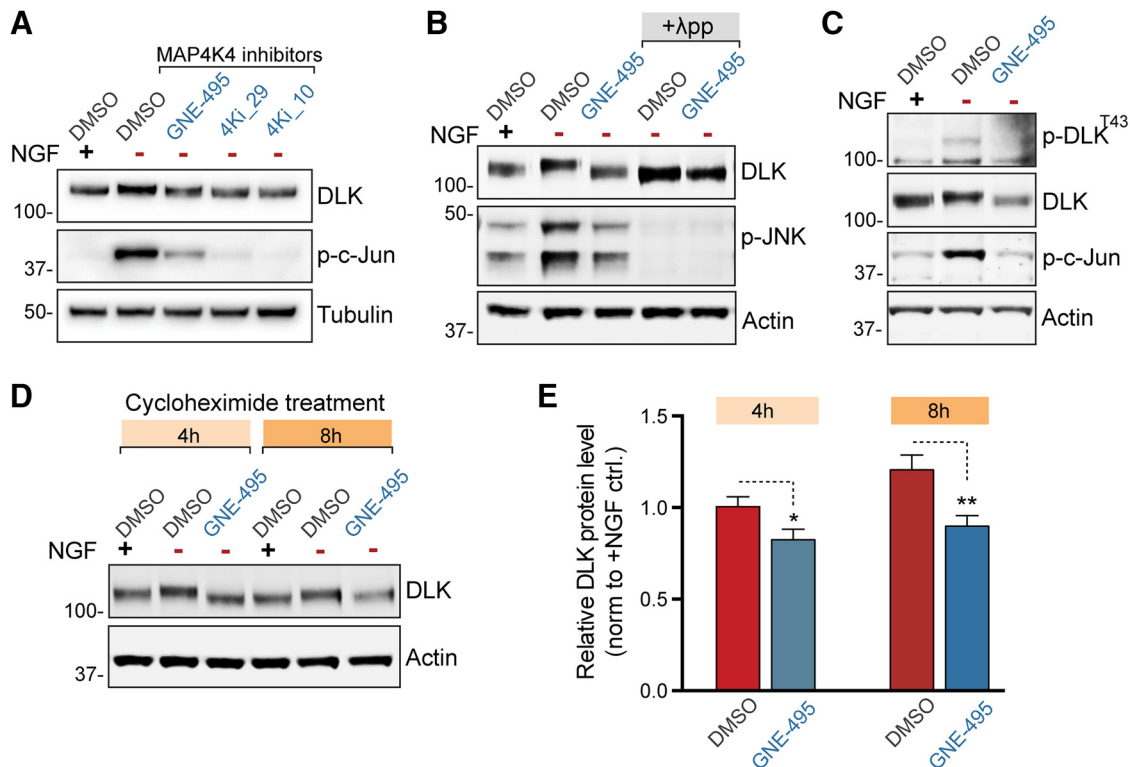 A
MAP4K4 inhibitors
DMSO
DMSO
GNE-495
4Ki_29
4Ki_10
NGF + - - - -
100-
DLK
37-
p-c-Jun
50-
Tubulin
B
+λpp
DMSO
DMSO
GNE-495
DMSO
GNE-495
NGF + - - - -
100-
DLK
50-
p-JNK
37-
Actin
C
DMSO
DMSO
GNE-495
NGF + - -
100-
p-DLKT43
100-
DLK
37-
p-c-Jun
37-
Actin
D
Cycloheximide treatment
4h 8h
DMSO
DMSO
GNE-495
DMSO
DMSO
GNE-495
NGF + - - + - -
100-
DLK
37-
Actin
E
Relative DLK protein level
(norm to +NGF ctrl.)
1.5
1.0
0.5
0.0
4h 8h
*
**
DMSO
GNE-495
DMSO
GNE-495